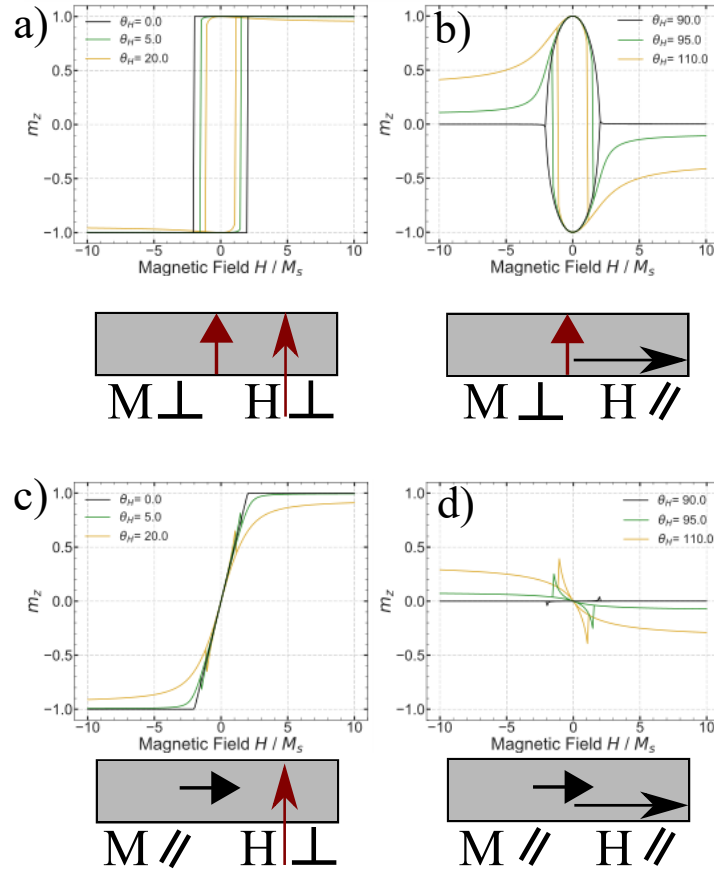 a)
θ_H = 0.0
θ_H = 5.0
θ_H = 20.0
m_z
1.0
0.5
0.0
−0.5
−1.0
−10
−5
0
5
10
Magnetic Field H / M_s
M⊥ H⊥
b)
θ_H = 90.0
θ_H = 95.0
θ_H = 110.0
m_z
1.0
0.5
0.0
−0.5
−1.0
−10
−5
0
5
10
Magnetic Field H / M_s
M⊥ H∥
c)
θ_H = 0.0
θ_H = 5.0
θ_H = 20.0
m_z
1.0
0.5
0.0
−0.5
−1.0
−10
−5
0
5
10
Magnetic Field H / M_s
M∥ H⊥
d)
θ_H = 90.0
θ_H = 95.0
θ_H = 110.0
m_z
1.0
0.5
0.0
−0.5
−1.0
−10
−5
0
5
10
Magnetic Field H / M_s
M∥ H∥